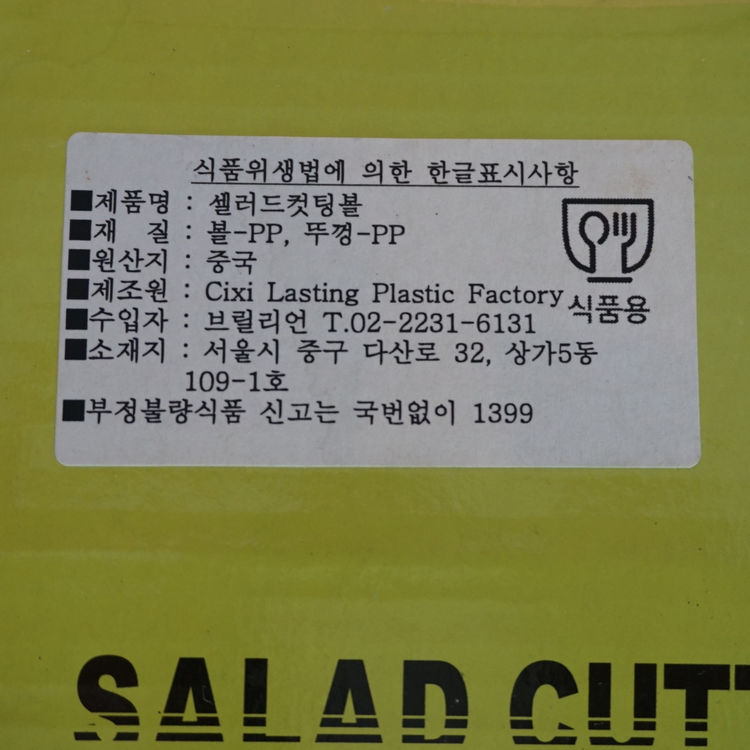 식품위생법에 의한 한글표시사항
■제품명 : 셀러드컷팅볼
■재 질 : 볼-PP, 뚜껑-PP
■원산지 : 중국
■제조원 : Cixi Lasting Plastic Factory
식품용
■수입자 : 브릴리언 T.02-2231-6131
■소재지 : 서울시 중구 다산로 32, 상가5동
109-1호
■부정불량식품 신고는 국번없이 1399
SALAD CUTT